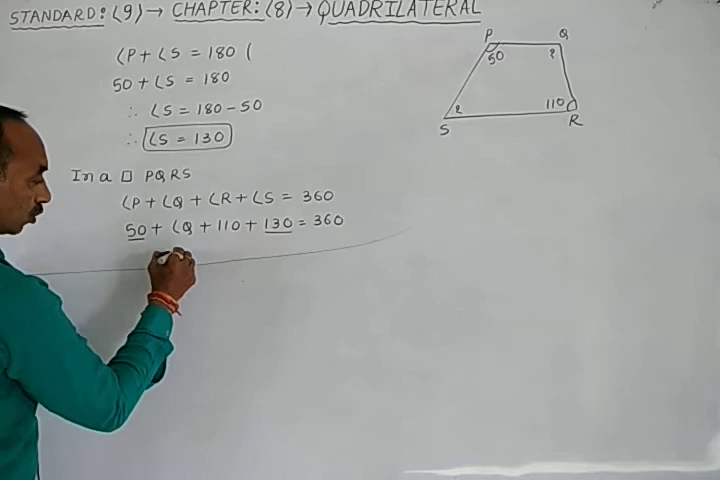 STANDARD: (9) → CHAPTER: (8) → QUADRILATERAL
∠P + ∠S = 180 (
50 + ∠S = 180
∴ ∠S = 180 - 50
∴ ∠S = 130
In a □ PQRS
∠P + ∠Q + ∠R + ∠S = 360
50 + ∠Q + 110 + 130 = 360
P Q
50 ?
? 110
S R